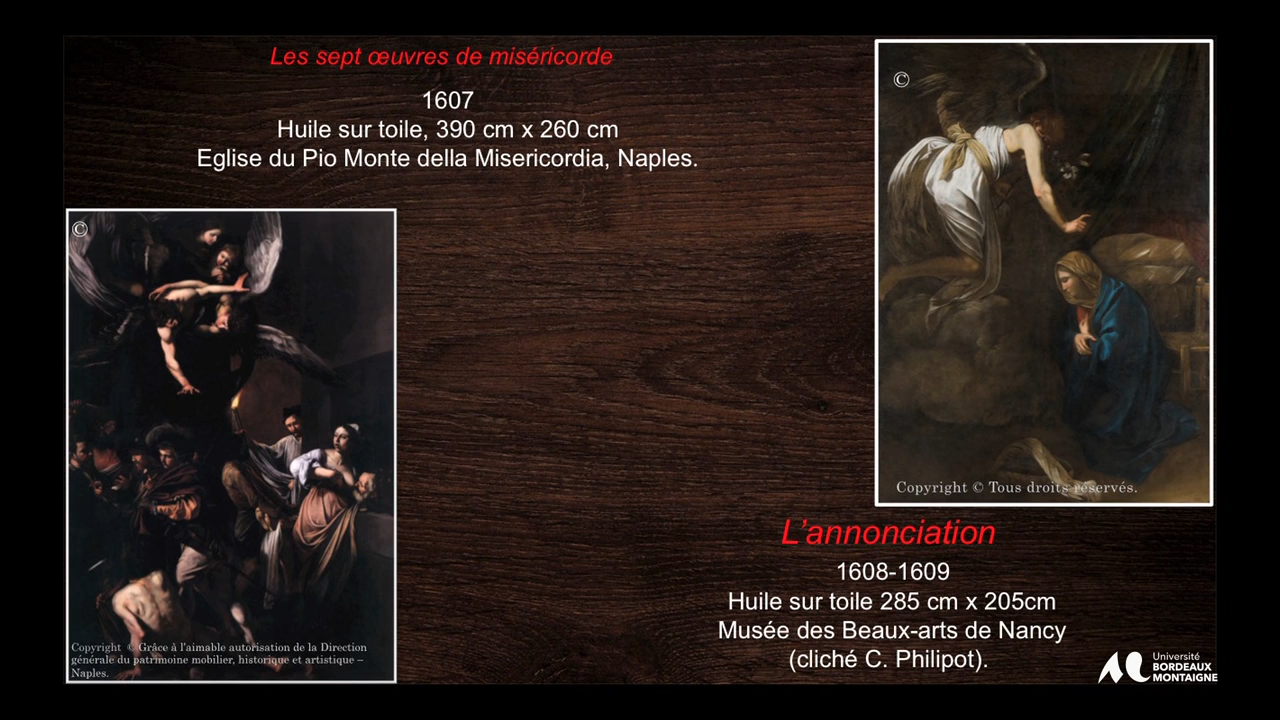 Les sept œuvres de miséricorde
1607
Huile sur toile, 390 cm x 260 cm
Eglise du Pio Monte della Misericordia, Naples.
©
Copyright © Grâce à l'aimable autorisation de la Direction
générale du patrimoine mobilier, historique et artistique –
Naples.
©
Copyright © Tous droits réservés.
L'annonciation
1608-1609
Huile sur toile 285 cm x 205cm
Musée des Beaux-arts de Nancy
(cliché C. Philipot).
Université
BORDEAUX
MONTAIGNE